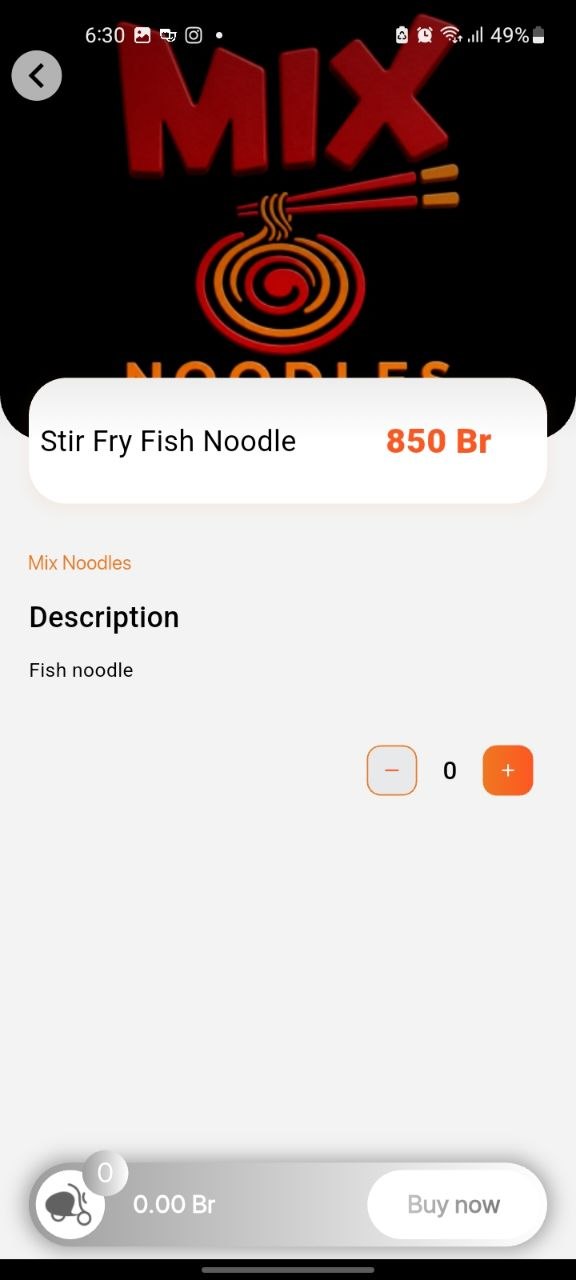 6:30 49%
MIX
NOODLES
Stir Fry Fish Noodle 850 Br
Mix Noodles
Description
Fish noodle
− 0 +
0
0.00 Br Buy now